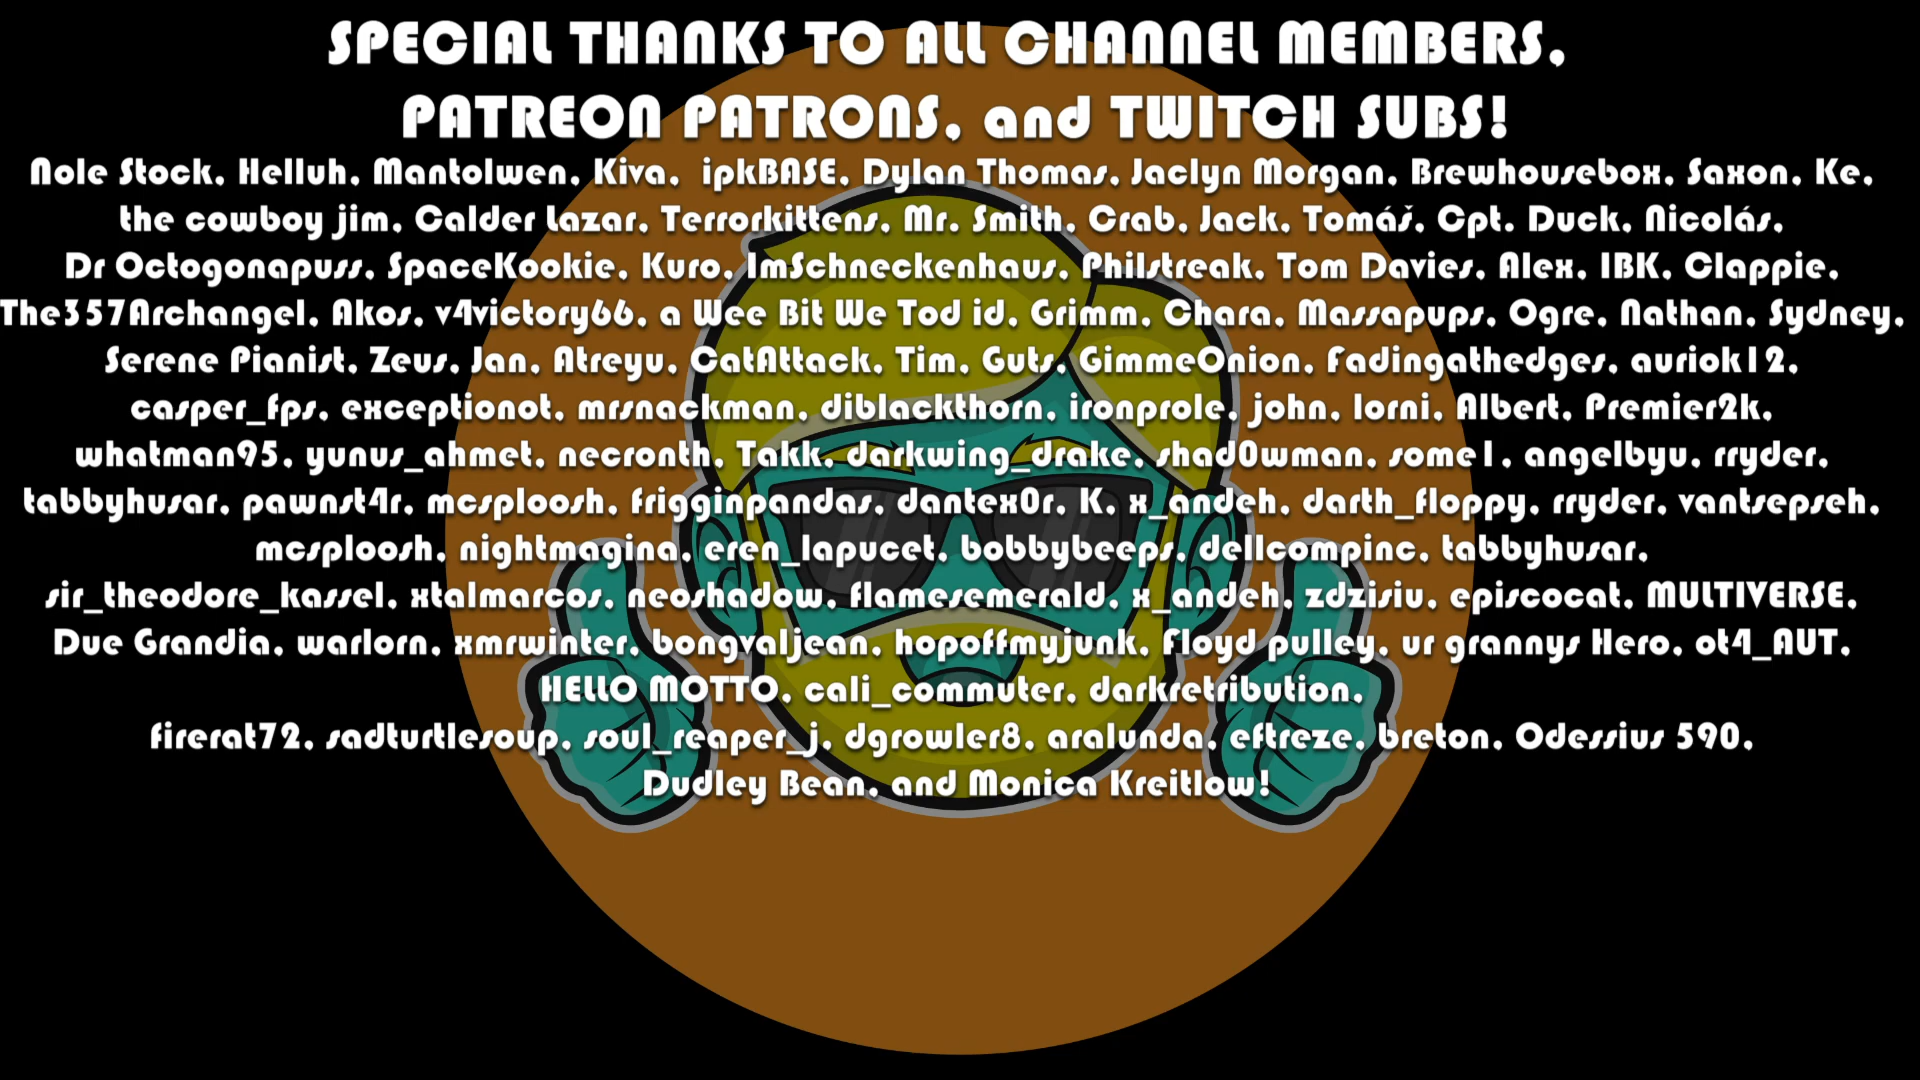 SPECIAL THANKS TO ALL CHANNEL MEMBERS,
PATREON PATRONS, and TWITCH SUBS!
Nole Stock, Helluh, Mantolwen, Kiva, ipkBASE, Dylan Thomas, Jaclyn Morgan, Brewhousebox, Saxon, Ke,
the cowboy jim, Calder Lazar, Terrorkittens, Mr. Smith, Crab, Jack, Tomáš, Cpt. Duck, Nicolás,
Dr Octogonapuss, SpaceKookie, Kuro, ImSchneckenhaus, Philstreak, Tom Davies, Alex, IBK, Clappie,
The357Archangel, Akos, v4victory66, a Wee Bit We Tod id, Grimm, Chara, Massapups, Ogre, Nathan, Sydney,
Serene Pianist, Zeus, Jan, Atreyu, CatAttack, Tim, Guts, GimmeOnion, Fadingathedges, auriok12,
casper_fps, exceptionot, mrsnackman, diblackthorn, ironprole, john, lorni, Albert, Premier2k,
whatman95, yunus_ahmet, necronth, Takk, darkwing_drake, shad0wman, some1, angelbyu, rryder,
tabbyhusar, pawnst4r, mcsploosh, frigginpandas, dantex0r, K, x_andeh, darth_floppy, rryder, vantsepseh,
mcsploosh, nightmagina, eren_lapucet, bobbybeeps, dellcompinc, tabbyhusar,
sir_theodore_kassel, xtalmarcos, neoshadow, flamesemerald, x_andeh, zdzisiu, episcocat, MULTIVERSE,
Due Grandia, warlorn, xmrwinter, bongvaljean, hopoffmyjunk, Floyd pulley, ur grannys Hero, ot4_AUT,
HELLO MOTTO, cali_commuter, darkretribution,
firerat72, sadturtlesoup, soul_reaper_j, dgrowler8, aralunda, eftreze, breton, Odessius 590,
Dudley Bean, and Monica Kreitlow!